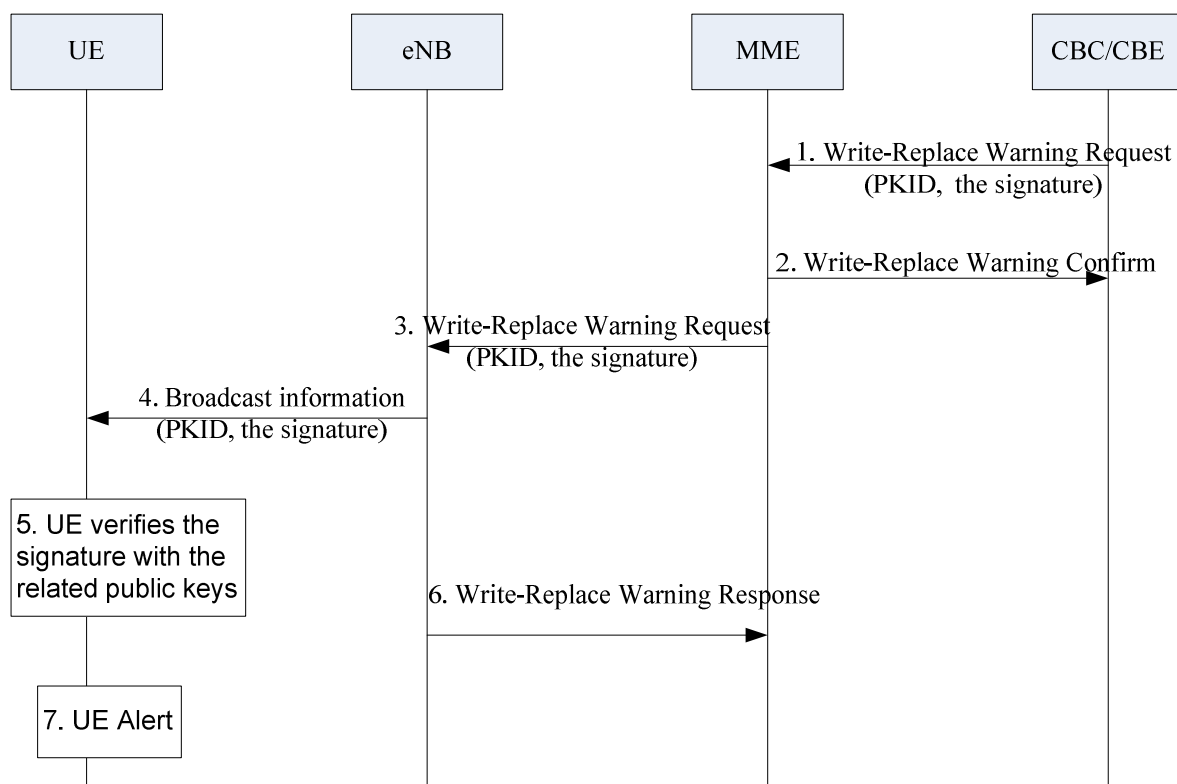 UE
eNB
MME
CBC/CBE
1. Write-Replace Warning Request
(PKID, the signature)
2. Write-Replace Warning Confirm
3. Write-Replace Warning Request
(PKID, the signature)
4. Broadcast information
(PKID, the signature)
5. UE verifies the
signature with the
related public keys
6. Write-Replace Warning Response
7. UE Alert